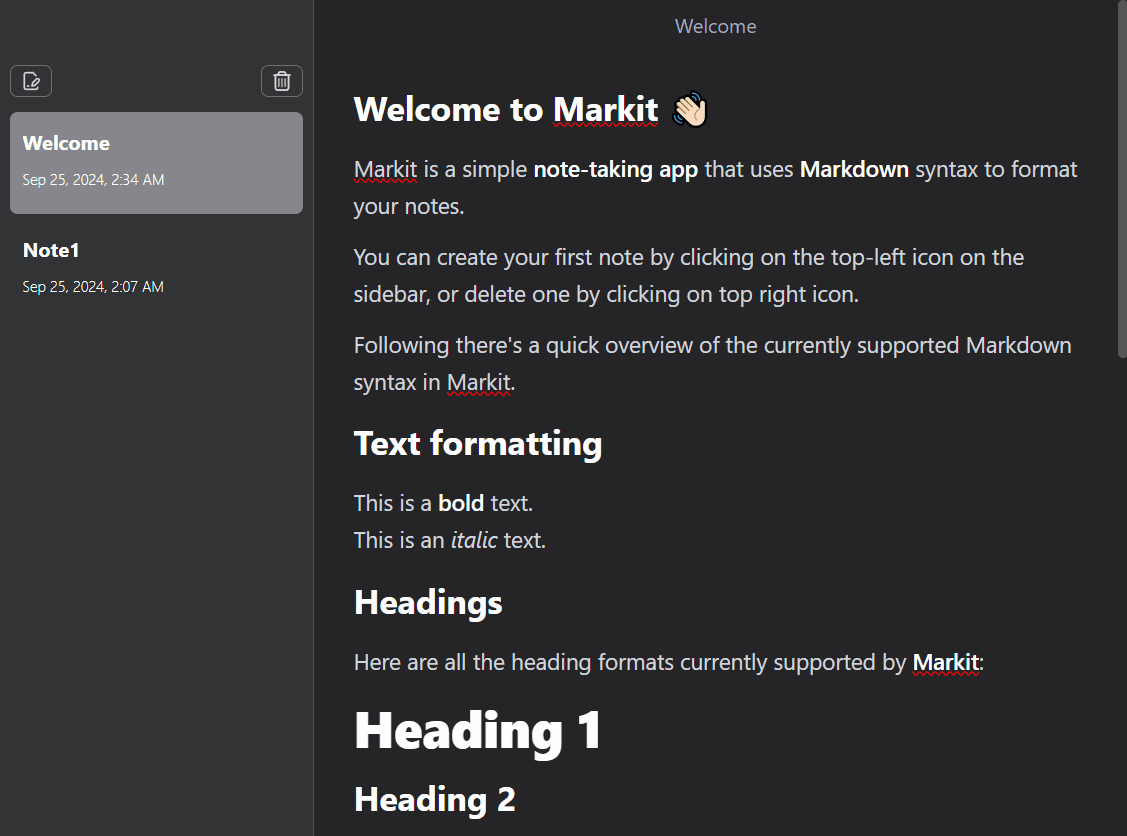 Welcome
Sep 25, 2024, 2:34 AM
Note1
Sep 25, 2024, 2:07 AM
Welcome
Welcome to Markit 👋🏻
Markit is a simple note-taking app that uses Markdown syntax to format
your notes.
You can create your first note by clicking on the top-left icon on the
sidebar, or delete one by clicking on top right icon.
Following there's a quick overview of the currently supported Markdown
syntax in Markit.
Text formatting
This is a bold text.
This is an italic text.
Headings
Here are all the heading formats currently supported by Markit:
Heading 1
Heading 2